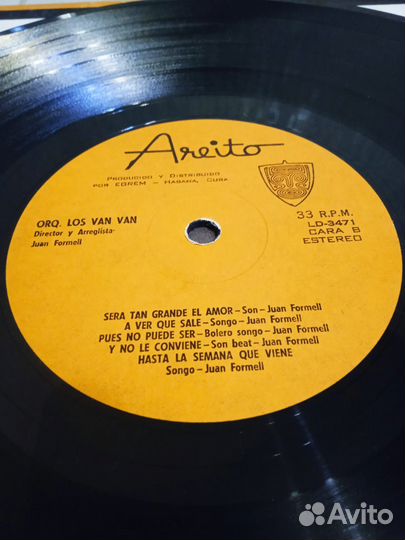 Areito
PRODUCIDO Y DISTRIBUIDO
POR EGREM – HABANA, CUBA
ORQ. LOS VAN VAN
Director y Arreglista-
Juan Formell
33 R.P.M.
LD-3471
CARA B
ESTEREO
SERA TAN GRANDE EL AMOR – Son – Juan Formell
A VER QUE SALE – Songo – Juan Formell
PUES NO PUEDE SER – Bolero songo – Juan Formell
Y NO LE CONVIENE – Son beat – Juan Formell
HASTA LA SEMANA QUE VIENE
Songo – Juan Formell
Avito